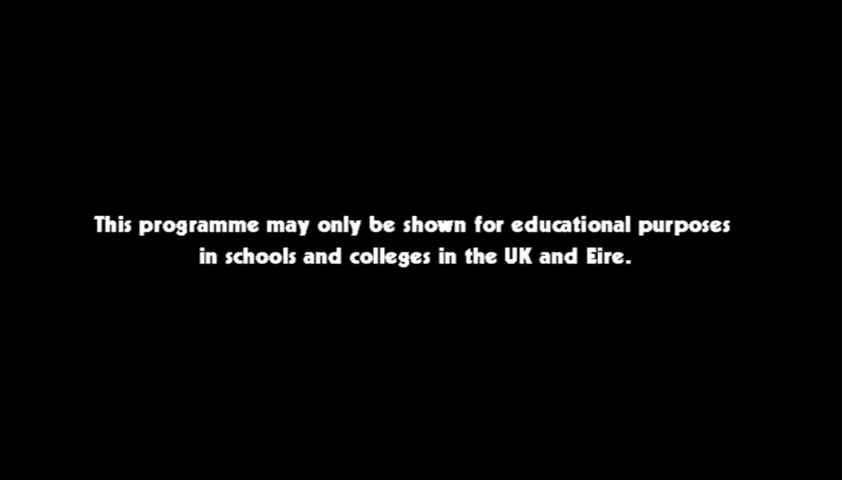 This programme may only be shown for educational purposes
in schools and colleges in the UK and Eire.